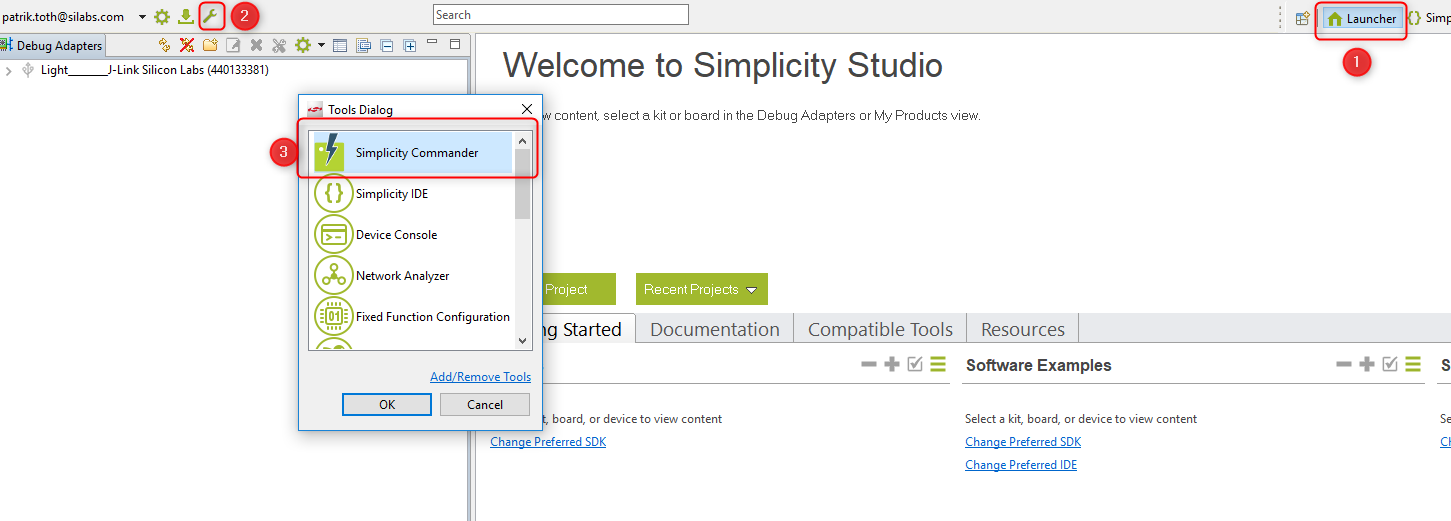 patrik.toth@silabs.com
2
Search
Launcher
Simp
1
Debug Adapters
Light_______J-Link Silicon Labs (440133381)
Welcome to Simplicity Studio
w content, select a kit or board in the Debug Adapters or My Products view.
Tools Dialog
3
Simplicity Commander
Simplicity IDE
Device Console
Network Analyzer
01
Fixed Function Configuration
Add/Remove Tools
OK
Cancel
Project
Recent Projects
ng Started
Documentation
Compatible Tools
Resources
Software Examples
S
t, board, or device to view content
Change Preferred SDK
Select a kit, board, or device to view content
Change Preferred SDK
Change Preferred IDE
Se